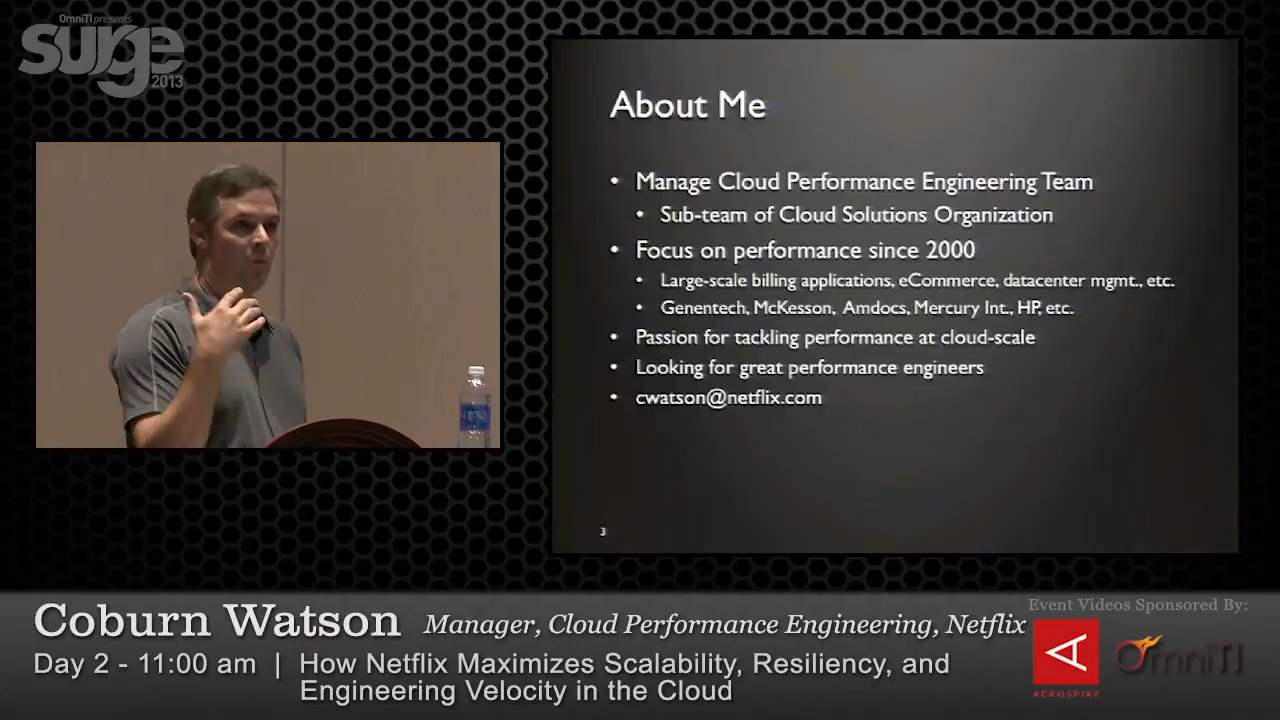 OmniTI presents
surge
2013
About Me
• Manage Cloud Performance Engineering Team
• Sub-team of Cloud Solutions Organization
• Focus on performance since 2000
• Large-scale billing applications, eCommerce, datacenter mgmt., etc.
• Genentech, McKesson, Amdocs, Mercury Int., HP, etc.
• Passion for tackling performance at cloud-scale
• Looking for great performance engineers
• cwatson@netflix.com
3
Coburn Watson Manager, Cloud Performance Engineering, Netflix
Day 2 - 11:00 am | How Netflix Maximizes Scalability, Resiliency, and
Engineering Velocity in the Cloud
Event Videos Sponsored By:
AEROSPIKE
OmniTI